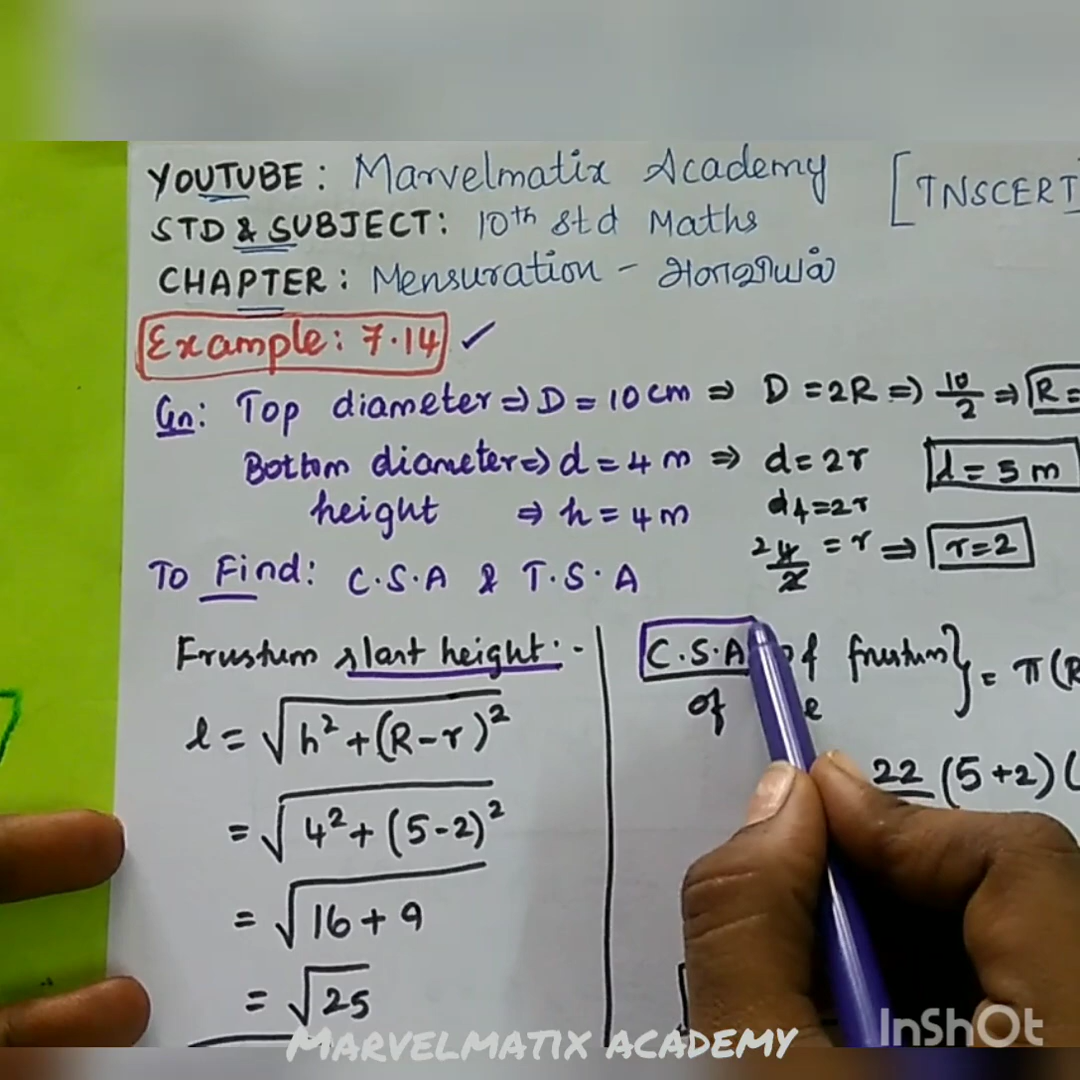 YOUTUBE : Marvelmatix Academy [TNSCERT]
STD & SUBJECT: 10th Std Maths
CHAPTER : Mensuration - அளவியல்
Example: 7.14 ✓
Gn: Top diameter ⇒ D = 10 cm ⇒ D = 2R ⇒ 10/2 ⇒ R =
Bottom diameter ⇒ d = 4 m ⇒ d = 2r l = 5 m
height ⇒ h = 4 m 4 = 2r
2 4/2 = r ⇒ r = 2
To Find: C.S.A & T.S.A
Frustum slant height :-
C.S.A of frustum } = π (R
of
l = √h² + (R-r)²
22 (5+2) (
= √4² + (5-2)²
= √16 + 9
= √25
MARVELMATIX ACADEMY
InShOt